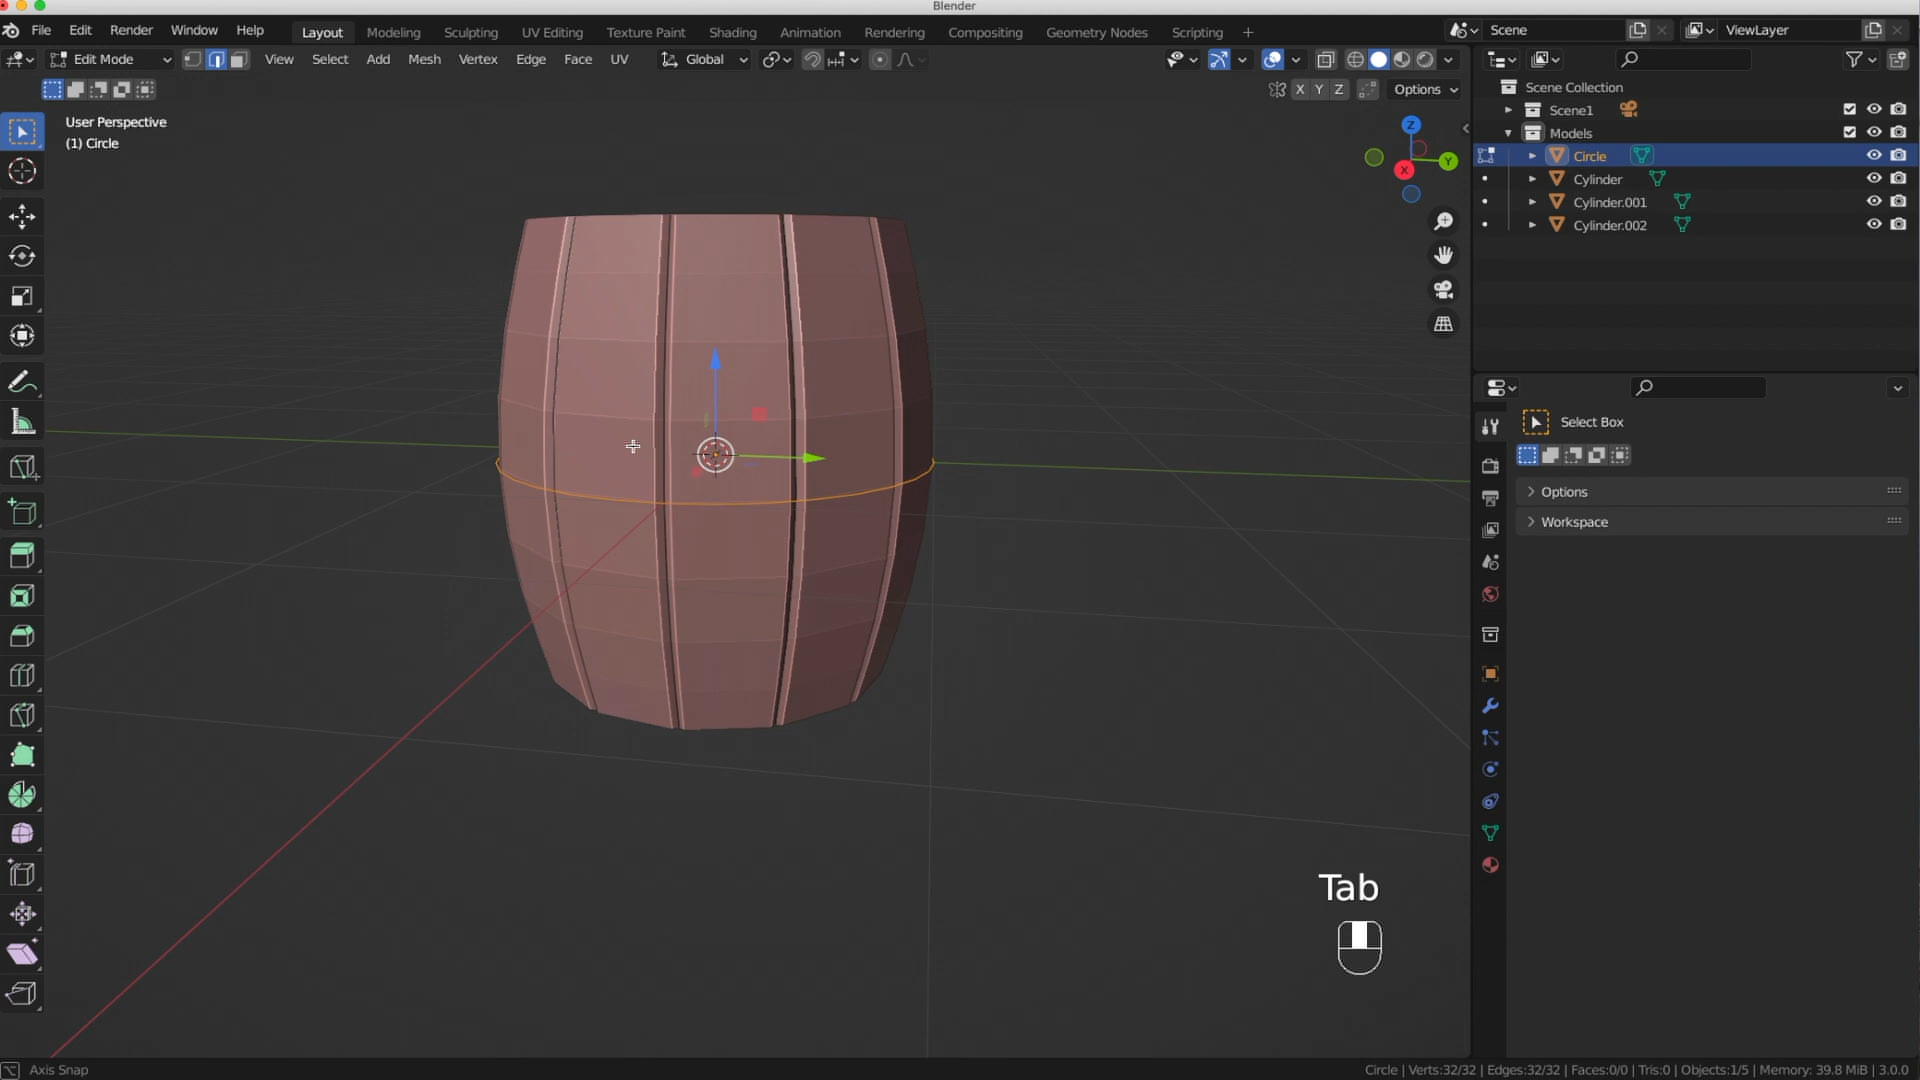 Blender
File Edit Render Window Help Layout Modeling Sculpting UV Editing Texture Paint Shading Animation Rendering Compositing Geometry Nodes Scripting + Scene ViewLayer
Edit Mode View Select Add Mesh Vertex Edge Face UV Global
X Y Z Options
User Perspective
(1) Circle
Z
Y
X
Scene Collection
Scene1
Models
Circle
Cylinder
Cylinder.001
Cylinder.002
Select Box
Options
Workspace
Tab
Axis Snap
Circle | Verts:32/32 | Edges:32/32 | Faces:0/0 | Tris:0 | Objects:1/5 | Memory: 39.8 MiB | 3.0.0